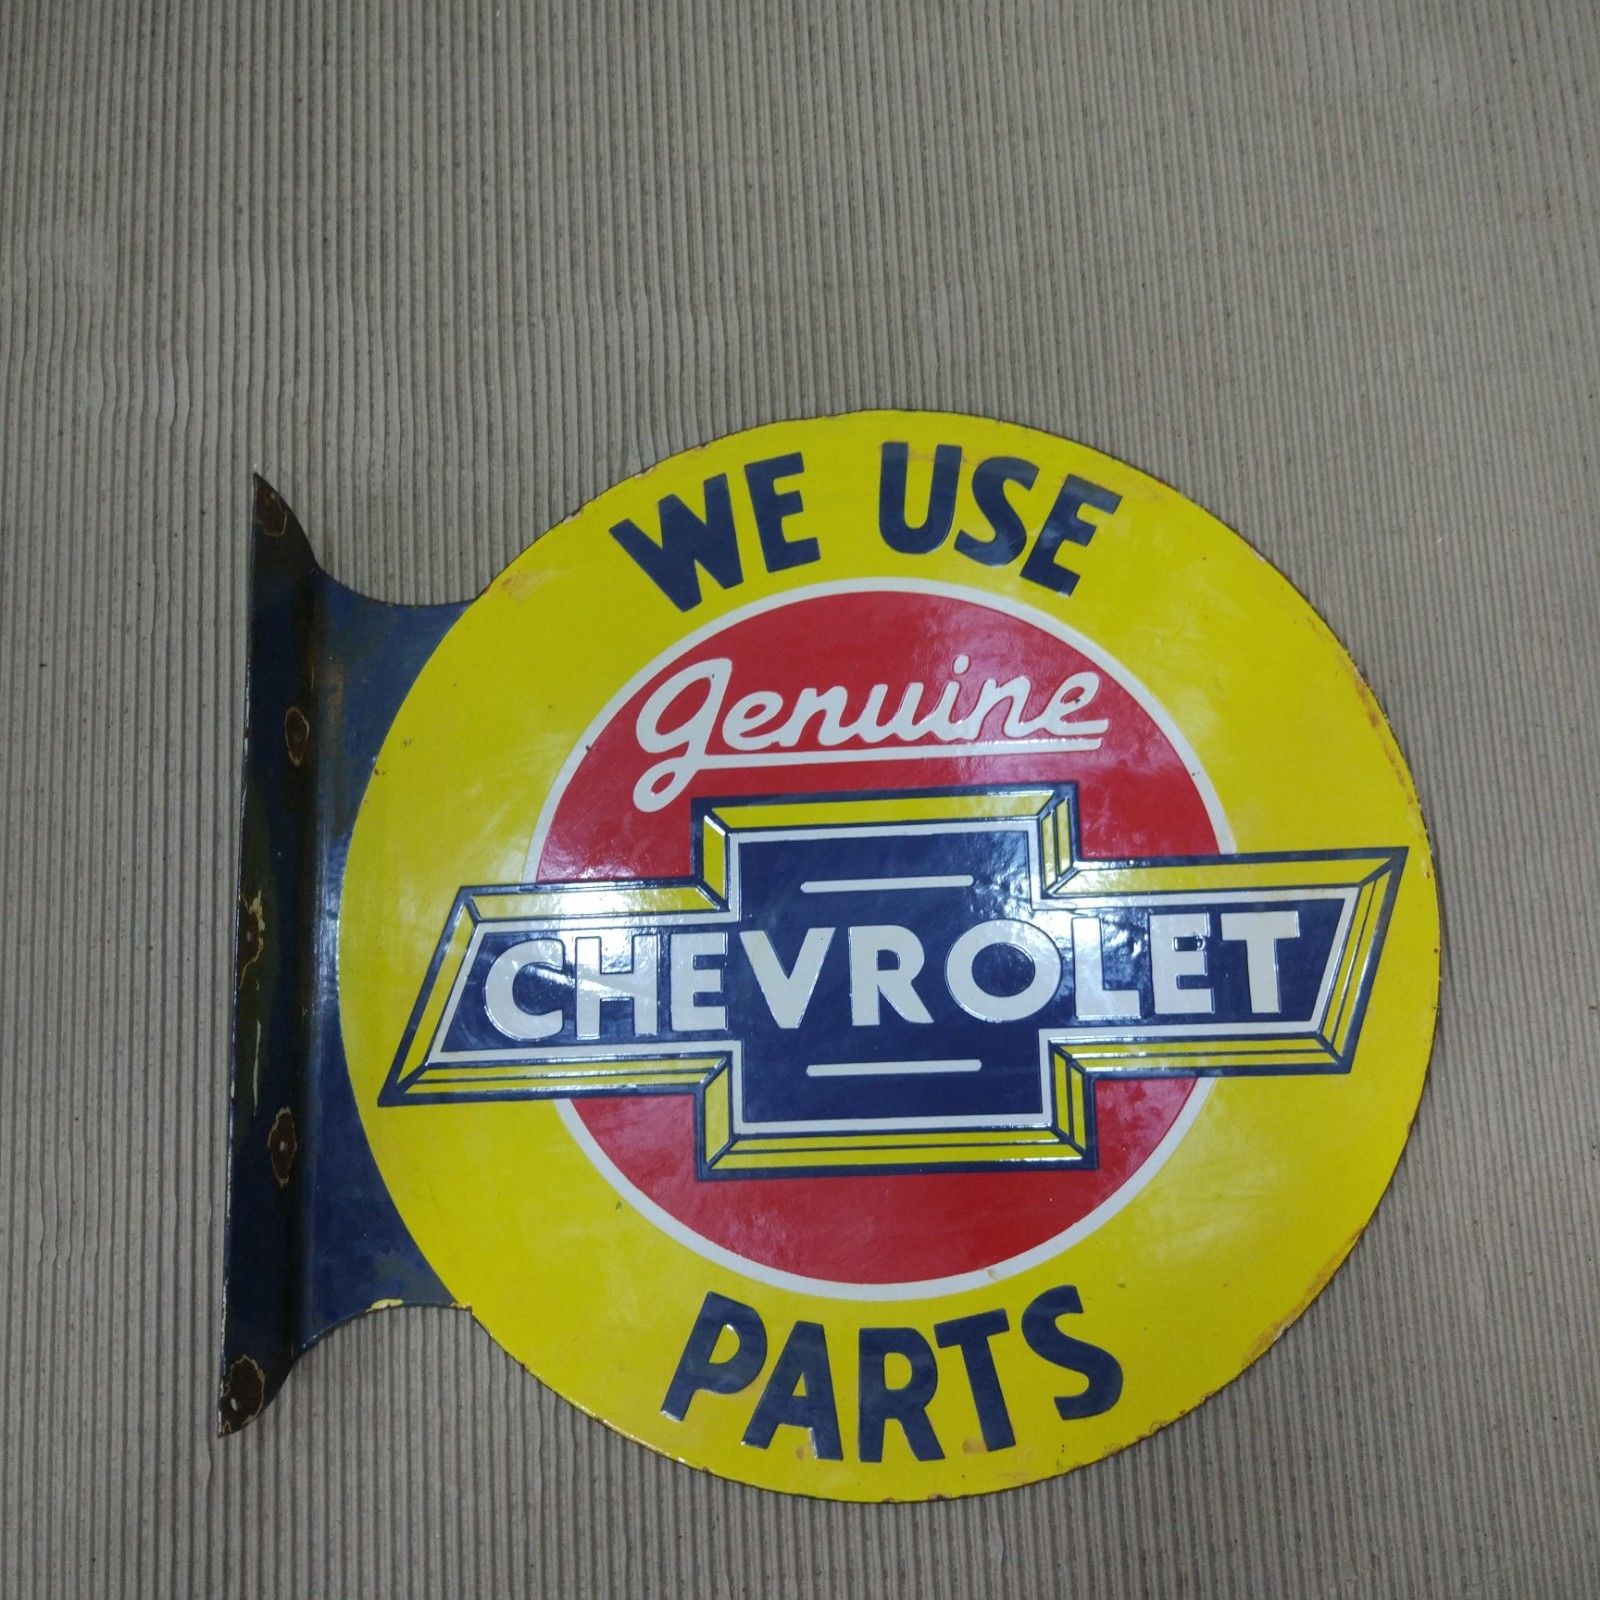 WE USE
genuine
CHEVROLET
PARTS